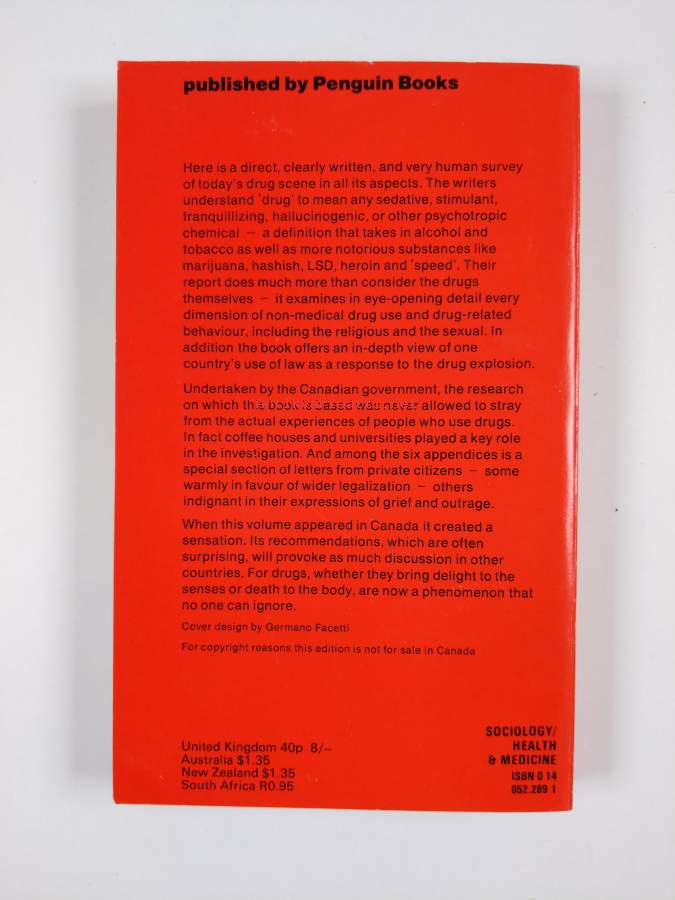 published by Penguin Books
Here is a direct, clearly written, and very human survey
of today's drug scene in all its aspects. The writers
understand 'drug' to mean any sedative, stimulant,
tranquillizing, hallucinogenic, or other psychotropic
chemical – a definition that takes in alcohol and
tobacco as well as more notorious substances like
marijuana, hashish, LSD, heroin and 'speed'. Their
report does much more than consider the drugs
themselves – it examines in eye-opening detail every
dimension of non-medical drug use and drug-related
behaviour, including the religious and the sexual. In
addition the book offers an in-depth view of one
country's use of law as a response to the drug explosion.
Undertaken by the Canadian government, the research
on which this book is based was never allowed to stray
from the actual experiences of people who use drugs.
In fact coffee houses and universities played a key role
in the investigation. And among the six appendices is a
special section of letters from private citizens – some
warmly in favour of wider legalization – others
indignant in their expressions of grief and outrage.
When this volume appeared in Canada it created a
sensation. Its recommendations, which are often
surprising, will provoke as much discussion in other
countries. For drugs, whether they bring delight to the
senses or death to the body, are now a phenomenon that
no one can ignore.
Cover design by Germano Facetti
For copyright reasons this edition is not for sale in Canada
United Kingdom 40p 8/–
Australia $1.35
New Zealand $1.35
South Africa R0.95
SOCIOLOGY/
HEALTH
& MEDICINE
ISBN 0 14
052.289 1